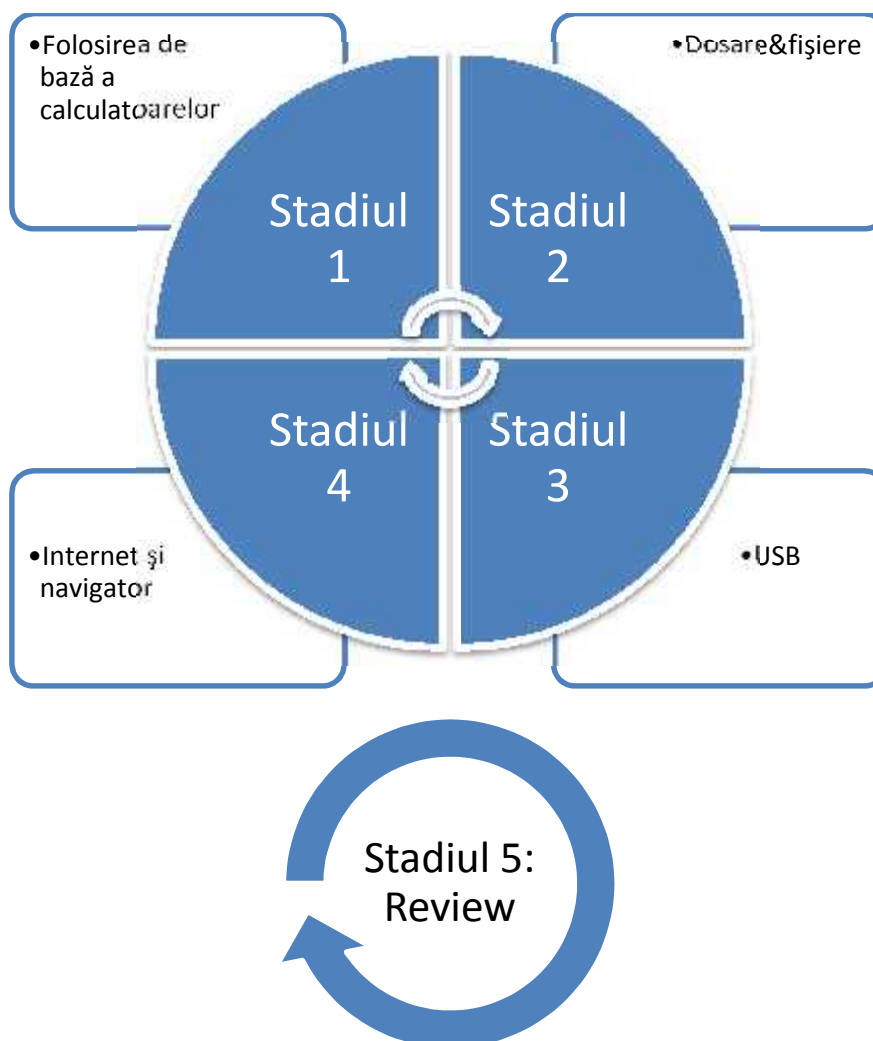 •Folosirea de
bază a
calculatoarelor
•Dosare&fişiere
Stadiul
1
Stadiul
2
Stadiul
4
Stadiul
3
•Internet şi
navigator
•USB
Stadiul 5:
Review